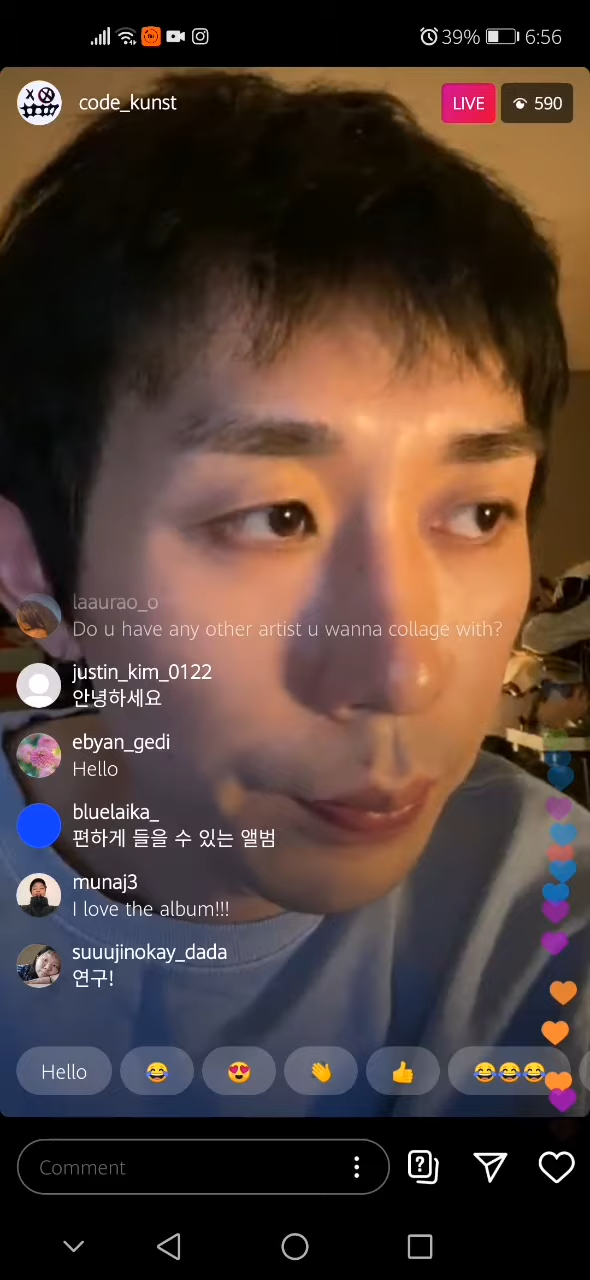 39% 6:56
code_kunst LIVE 590
laaurao_o
Do u have any other artist u wanna collage with?
justin_kim_0122
안녕하세요
ebyan_gedi
Hello
bluelaika_
편하게 들을 수 있는 앨범
munaj3
I love the album!!!
suuujinokay_dada
연구!
Hello
Comment